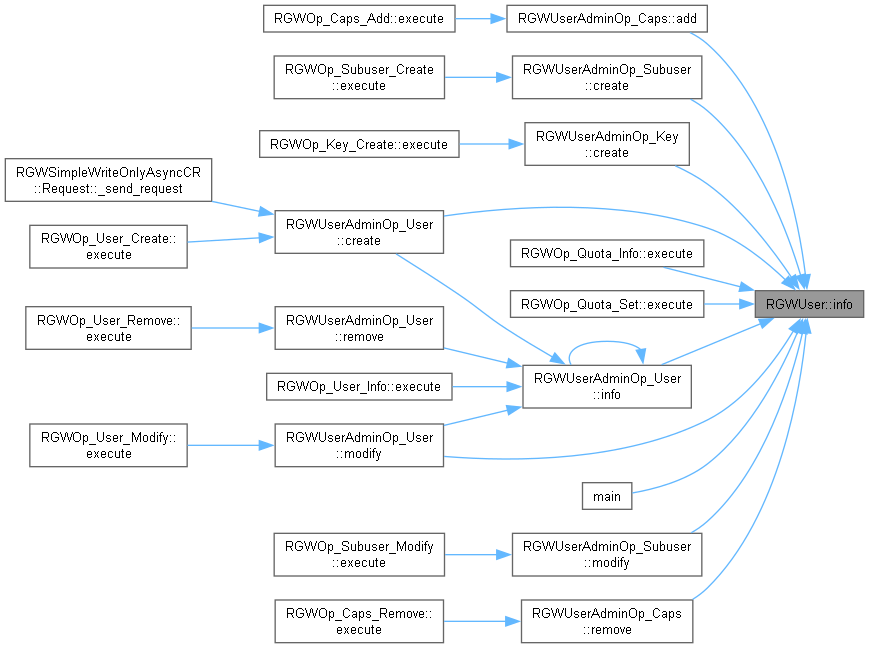 RGWOp_Caps_Add::execute
RGWUserAdminOp_Caps::add
RGWOp_Subuser_Create
::execute
RGWUserAdminOp_Subuser
::create
RGWOp_Key_Create::execute
RGWUserAdminOp_Key
::create
RGWSimpleWriteOnlyAsyncCR
::Request::_send_request
RGWOp_User_Create::
execute
RGWUserAdminOp_User
::create
RGWOp_Quota_Info::execute
RGWOp_Quota_Set::execute
RGWUser::info
RGWOp_User_Remove::
execute
RGWUserAdminOp_User
::remove
RGWOp_User_Info::execute
RGWUserAdminOp_User
::info
RGWOp_User_Modify::
execute
RGWUserAdminOp_User
::modify
main
RGWOp_Subuser_Modify
::execute
RGWUserAdminOp_Subuser
::modify
RGWOp_Caps_Remove::
execute
RGWUserAdminOp_Caps
::remove